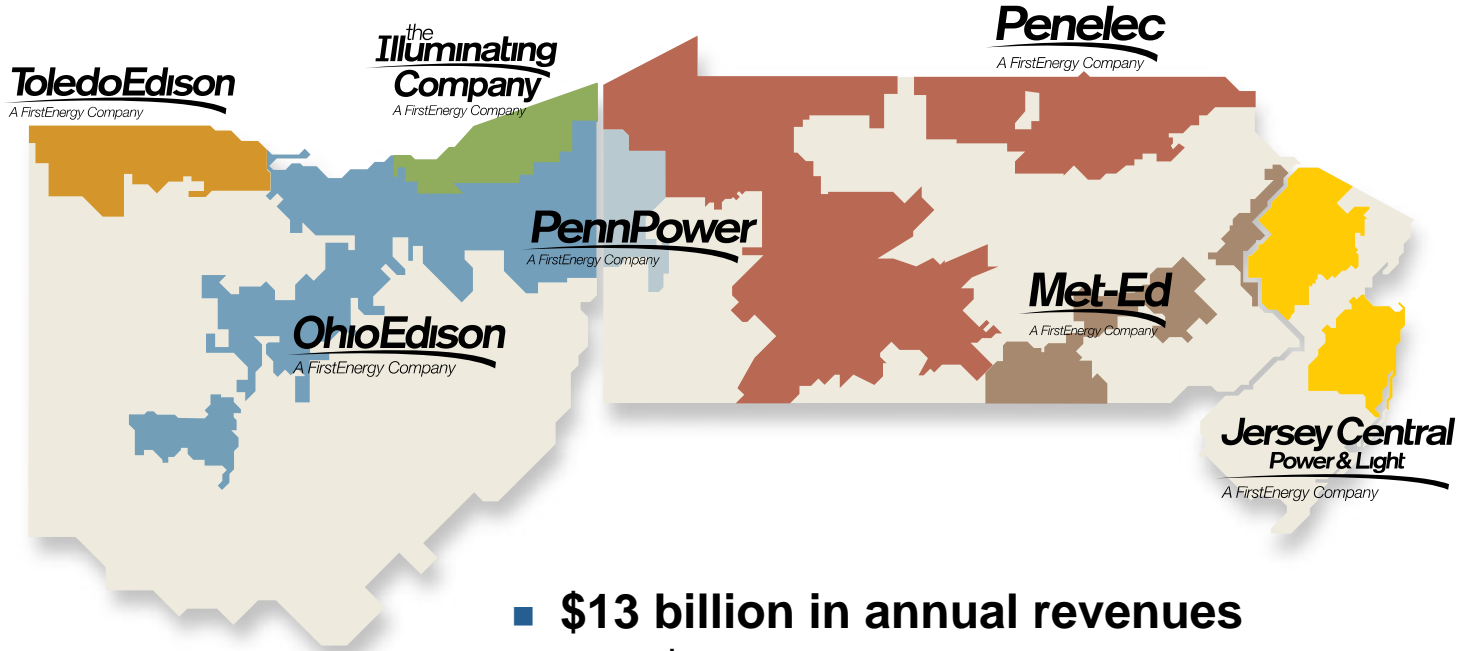 ToledoEdison
A FirstEnergy Company
the
Illuminating
Company
A FirstEnergy Company
Penelec
A FirstEnergy Company
PennPower
A FirstEnergy Company
OhioEdison
A FirstEnergy Company
Met-Ed
A FirstEnergy Company
Jersey Central
Power & Light
A FirstEnergy Company
■ $13 billion in annual revenues